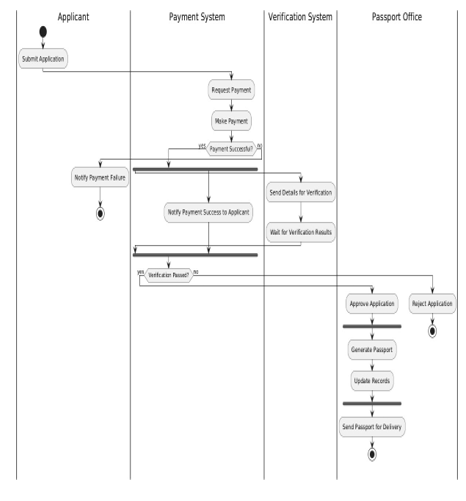 Applicant
Payment System
Verification System
Passport Office
Submit Application
Request Payment
Make Payment
yes
Payment Successful?
no
Notify Payment Failure
Send Details for Verification
Notify Payment Success to Applicant
Wait for Verification Results
yes
Verification Passed?
no
Approve Application
Reject Application
Generate Passport
Update Records
Send Passport for Delivery